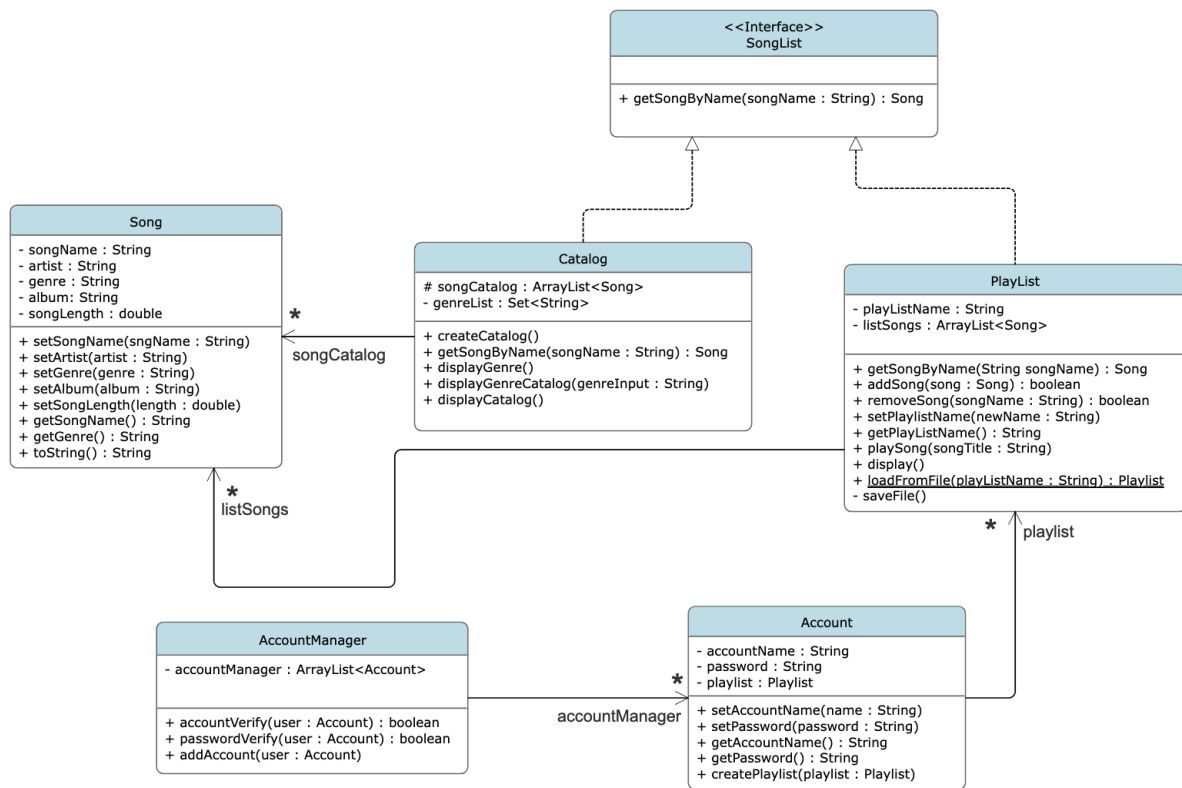 <<Interface>>
SongList
+ getSongByName(songName : String) : Song
Song
- songName : String
- artist : String
- genre : String
- album: String
- songLength : double
+ setSongName(sngName : String)
+ setArtist(artist : String)
+ setGenre(genre : String)
+ setAlbum(album : String)
+ setSongLength(length : double)
+ getSongName() : String
+ getGenre() : String
+ toString() : String
*
songCatalog
Catalog
# songCatalog : ArrayList<Song>
- genreList : Set<String>
+ createCatalog()
+ getSongByName(songName : String) : Song
+ displayGenre()
+ displayGenreCatalog(genreInput : String)
+ displayCatalog()
PlayList
- playListName : String
- listSongs : ArrayList<Song>
+ getSongByName(String songName) : Song
+ addSong(song : Song) : boolean
+ removeSong(songName : String) : boolean
+ setPlaylistName(newName : String)
+ getPlayListName() : String
+ playSong(songTitle : String)
+ display()
+ loadFromFile(playListName : String) : Playlist
- saveFile()
*
listSongs
*
playlist
AccountManager
- accountManager : ArrayList<Account>
+ accountVerify(user : Account) : boolean
+ passwordVerify(user : Account) : boolean
+ addAccount(user : Account)
*
accountManager
Account
- accountName : String
- password : String
- playlist : Playlist
+ setAccountName(name : String)
+ setPassword(password : String)
+ getAccountName() : String
+ getPassword() : String
+ createPlaylist(playlist : Playlist)